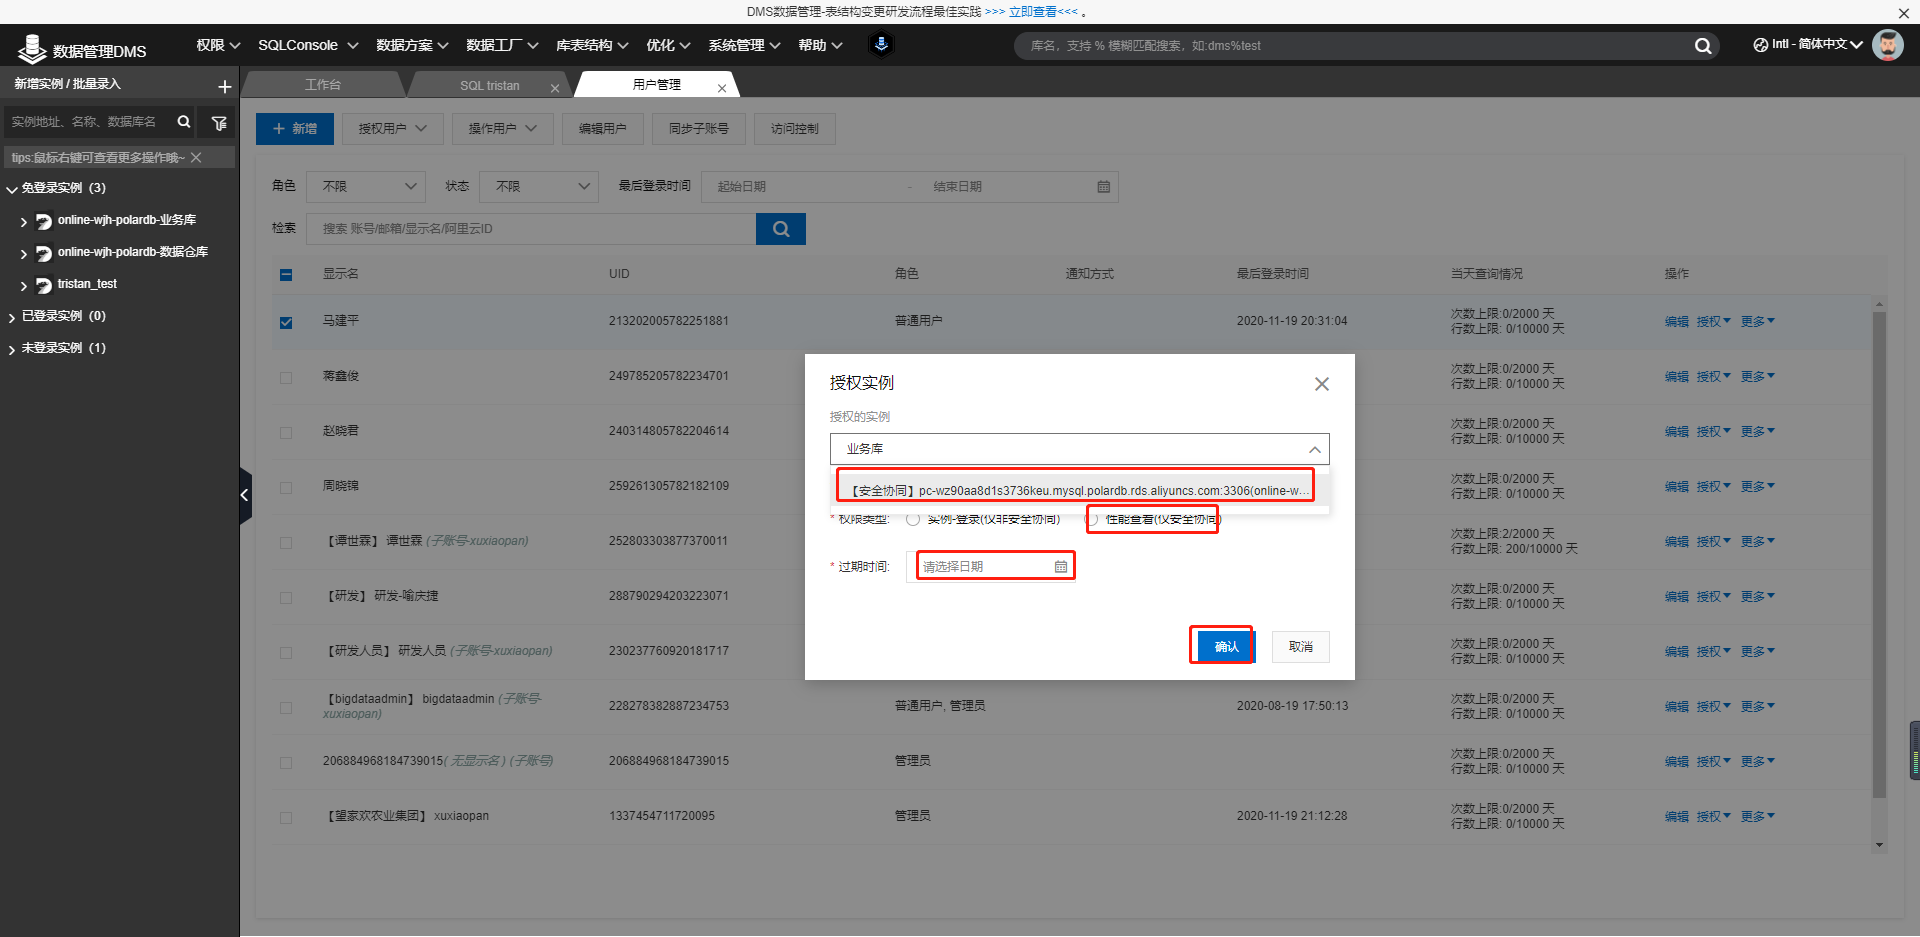 DMS数据管理-表结构变更研发流程最佳实践 >>> 立即查看<<< 。
数据管理DMS
权限 SQLConsole 数据方案 数据工厂 库表结构 优化 系统管理 帮助
库名，支持 % 模糊匹配搜索，如:dms%test
Intl - 简体中文
新增实例 / 批量录入
工作台 SQL tristan 用户管理
实例地址、名称、数据库名
tips:鼠标右键可查看更多操作哦~
免登录实例 (3)
online-wjh-polardb-业务库
online-wjh-polardb-数据仓库
tristan_test
已登录实例 (0)
未登录实例 (1)
新增 授权用户 操作用户 编辑用户 同步子账号 访问控制
角色 不限 状态 不限 最后登录时间 起始日期 - 结束日期
检索 搜索 账号/邮箱/显示名/阿里云ID
显示名 UID 角色 通知方式 最后登录时间 当天查询情况 操作
马建平 213202005782251881 普通用户 2020-11-19 20:31:04 次数上限:0/2000 天 编辑 授权 更多
行数上限: 0/10000 天
蒋鑫俊 249785205782234701 次数上限:0/2000 天 编辑 授权 更多
行数上限: 0/10000 天
赵晓君 240314805782204614 次数上限:0/2000 天 编辑 授权 更多
行数上限: 0/10000 天
周晓锦 259261305782182109 次数上限:0/2000 天 编辑 授权 更多
行数上限: 0/10000 天
【谭世霖】 谭世霖 (子账号-xuxiaopan) 252803303877370011 次数上限:2/2000 天 编辑 授权 更多
行数上限: 200/10000 天
【研发】 研发-喻庆捷 288790294203223071 次数上限:0/2000 天 编辑 授权 更多
行数上限: 0/10000 天
【研发人员】 研发人员 (子账号-xuxiaopan) 230237760920181717 次数上限:0/2000 天 编辑 授权 更多
行数上限: 0/10000 天
【bigdataadmin】 bigdataadmin (子账号-
xuxiaopan) 228278382887234753 普通用户, 管理员 2020-08-19 17:50:13 次数上限:0/2000 天 编辑 授权 更多
行数上限: 0/10000 天
206884968184739015( 无显示名 ) (子账号) 206884968184739015 管理员 次数上限:0/2000 天 编辑 授权 更多
行数上限: 0/10000 天
【望家欢农业集团】 xuxiaopan 1337454711720095 管理员 2020-11-19 21:12:28 次数上限:0/2000 天 编辑 授权 更多
行数上限: 0/10000 天
授权实例
授权的实例
业务库
【安全协同】pc-wz90aa8d1s3736keu.mysql.polardb.rds.aliyuncs.com:3306(online-w...
* 权限类型: 实例-登录(仅非安全协同) 性能查看(仅安全协同)
* 过期时间: 请选择日期
确认 取消